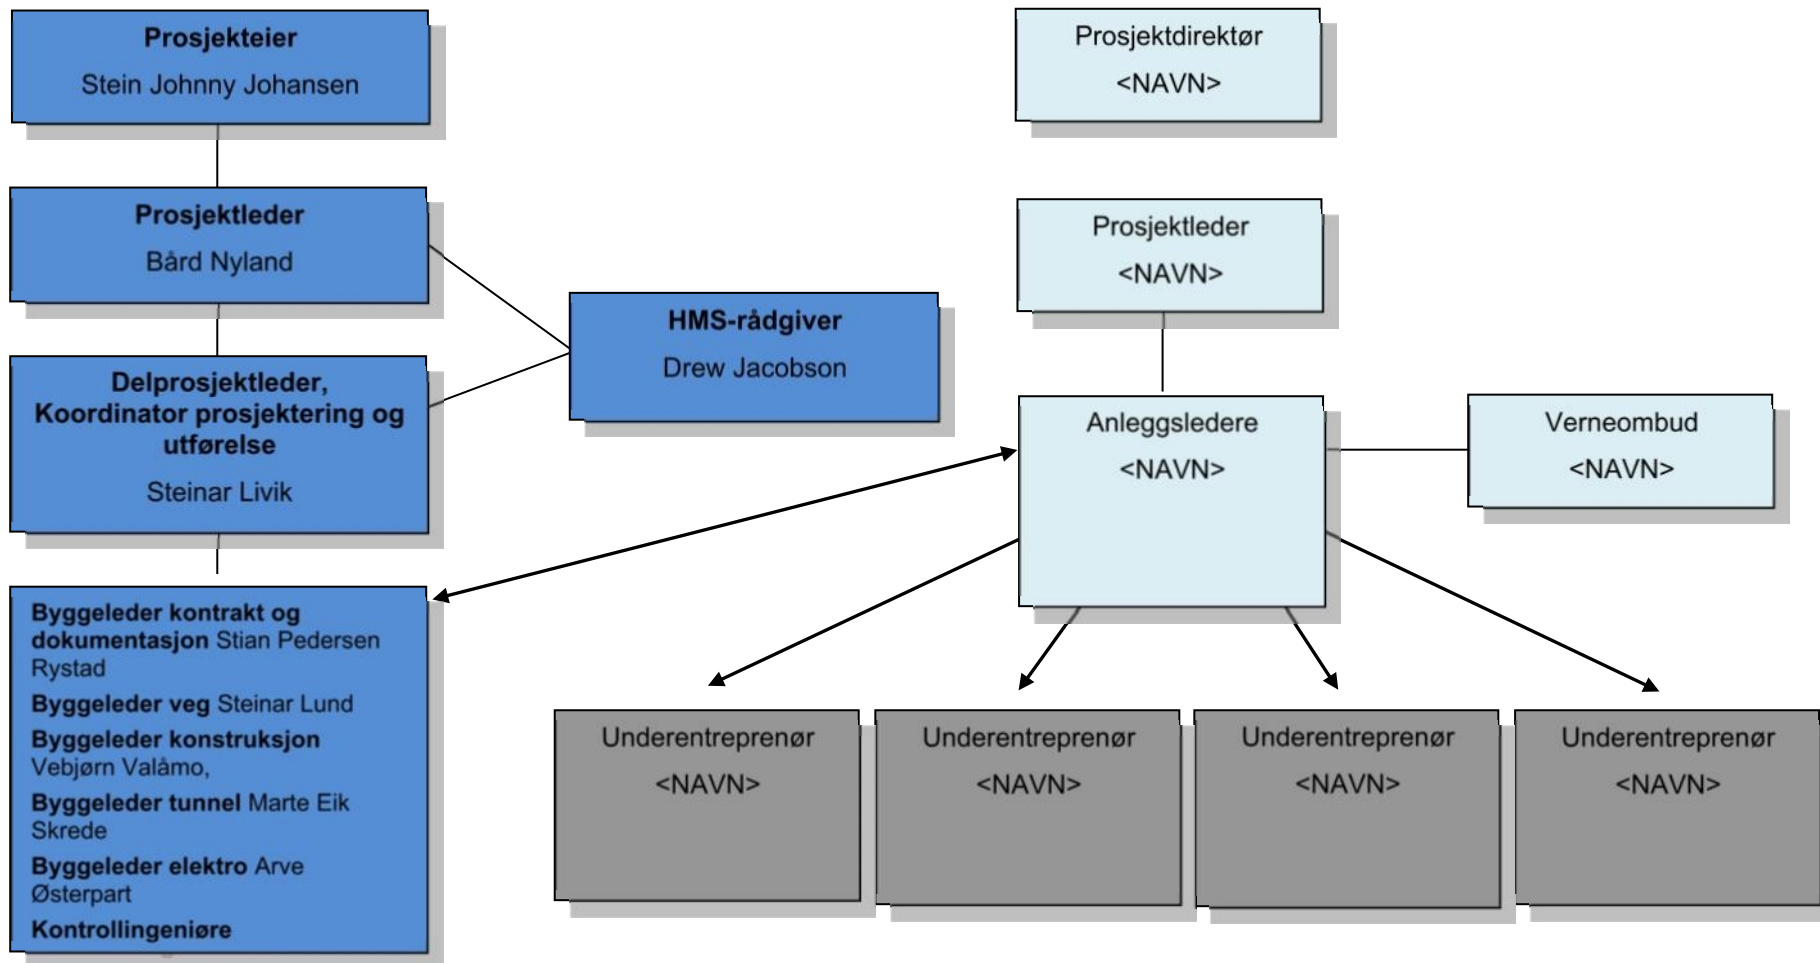 Prosjekteier
Stein Johnny Johansen
Prosjektleder
Bård Nyland
HMS-rådgiver
Drew Jacobson
Delprosjektleder,
Koordinator prosjektering og
utførelse
Steinar Livik
Byggeleder kontrakt og
dokumentasjon Stian Pedersen
Rystad
Byggeleder veg Steinar Lund
Byggeleder konstruksjon
Vebjørn Valåmo,
Byggeleder tunnel Marte Eik
Skrede
Byggeleder elektro Arve
Østerpart
Kontrollingeniøre
Prosjektdirektør
<NAVN>
Prosjektleder
<NAVN>
Anleggsledere
<NAVN>
Verneombud
<NAVN>
Underentreprenør
<NAVN>
Underentreprenør
<NAVN>
Underentreprenør
<NAVN>
Underentreprenør
<NAVN>